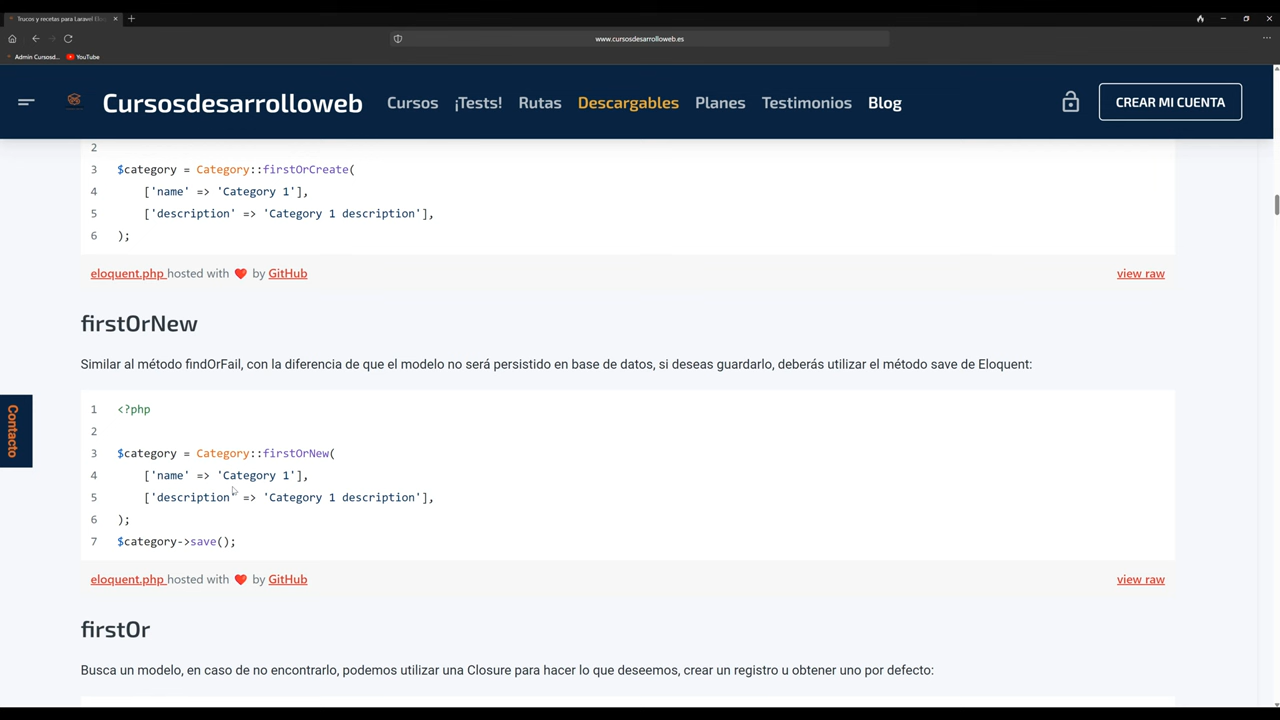 Trucos y recetas para Laravel Elo
www.cursosdesarrolloweb.es
Admin Cursosd... YouTube
Cursosdesarrolloweb Cursos ¡Tests! Rutas Descargables Planes Testimonios Blog CREAR MI CUENTA
2
3 $category = Category::firstOrCreate(
4 ['name' => 'Category 1'],
5 ['description' => 'Category 1 description'],
6 );
eloquent.php hosted with ❤ by GitHub view raw
firstOrNew
Similar al método findOrFail, con la diferencia de que el modelo no será persistido en base de datos, si deseas guardarlo, deberás utilizar el método save de Eloquent:
Contacto
1 <?php
2
3 $category = Category::firstOrNew(
4 ['name' => 'Category 1'],
5 ['description' => 'Category 1 description'],
6 );
7 $category->save();
eloquent.php hosted with ❤ by GitHub view raw
firstOr
Busca un modelo, en caso de no encontrarlo, podemos utilizar una Closure para hacer lo que deseemos, crear un registro u obtener uno por defecto: